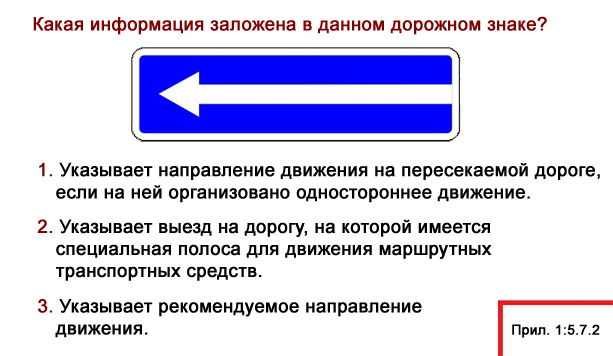 Какая информация заложена в данном дорожном знаке?
1. Указывает направление движения на пересекаемой дороге,
если на ней организовано одностороннее движение.
2. Указывает выезд на дорогу, на которой имеется
специальная полоса для движения маршрутных
транспортных средств.
3. Указывает рекомендуемое направление
движения.
Прил. 1:5.7.2